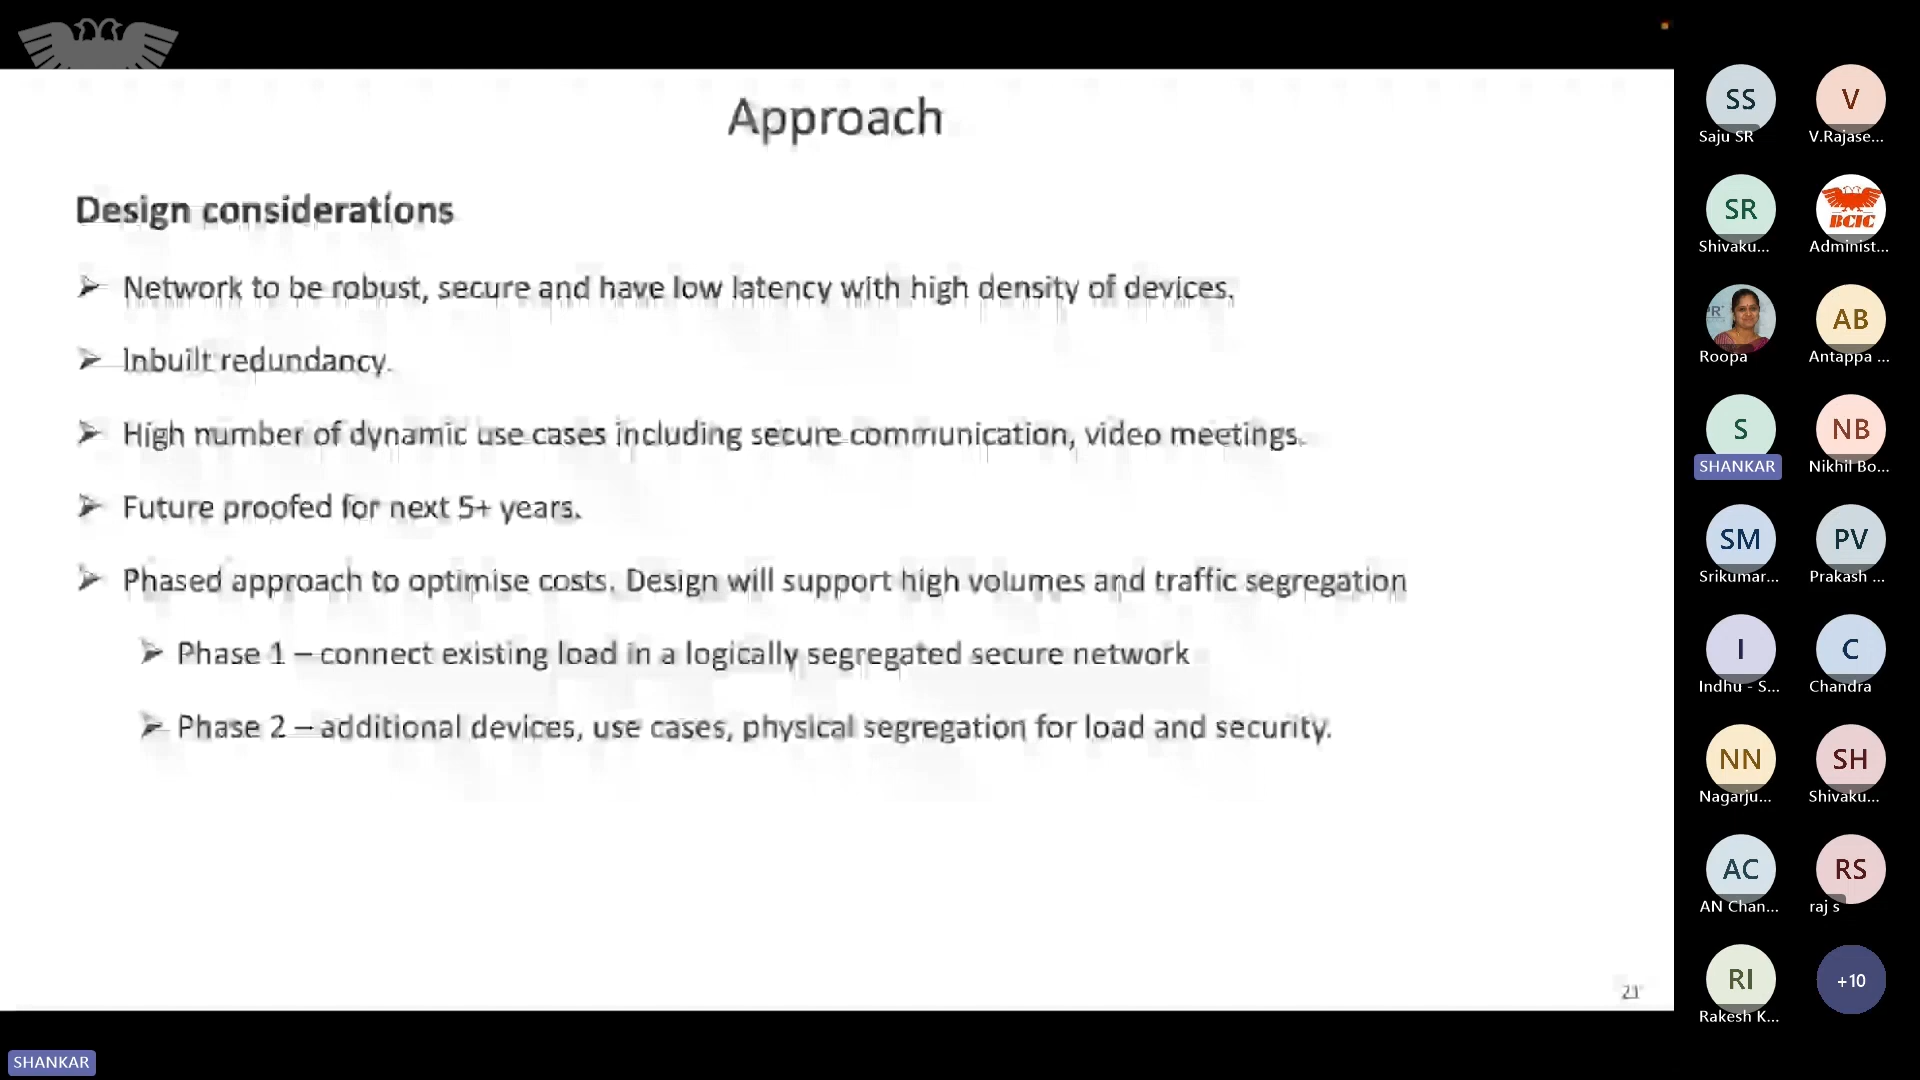 Approach
Design considerations
Network to be robust, secure and have low latency with high density of devices.
Inbuilt redundancy.
High number of dynamic use cases including secure communication, video meetings.
Future proofed for next 5+ years.
Phased approach to optimise costs. Design will support high volumes and traffic segregation
Phase 1 – connect existing load in a logically segregated secure network
Phase 2 – additional devices, use cases, physical segregation for load and security.
21
SHANKAR
SS
Saju SR
V
V.Rajase...
SR
Shivaku...
BCIC
Administ...
Roopa
AB
Antappa ...
S
SHANKAR
NB
Nikhil Bo...
SM
Srikumar...
PV
Prakash ...
I
Indhu - S...
C
Chandra
NN
Nagarju...
SH
Shivaku...
AC
AN Chan...
RS
raj s
RI
Rakesh K...
+10